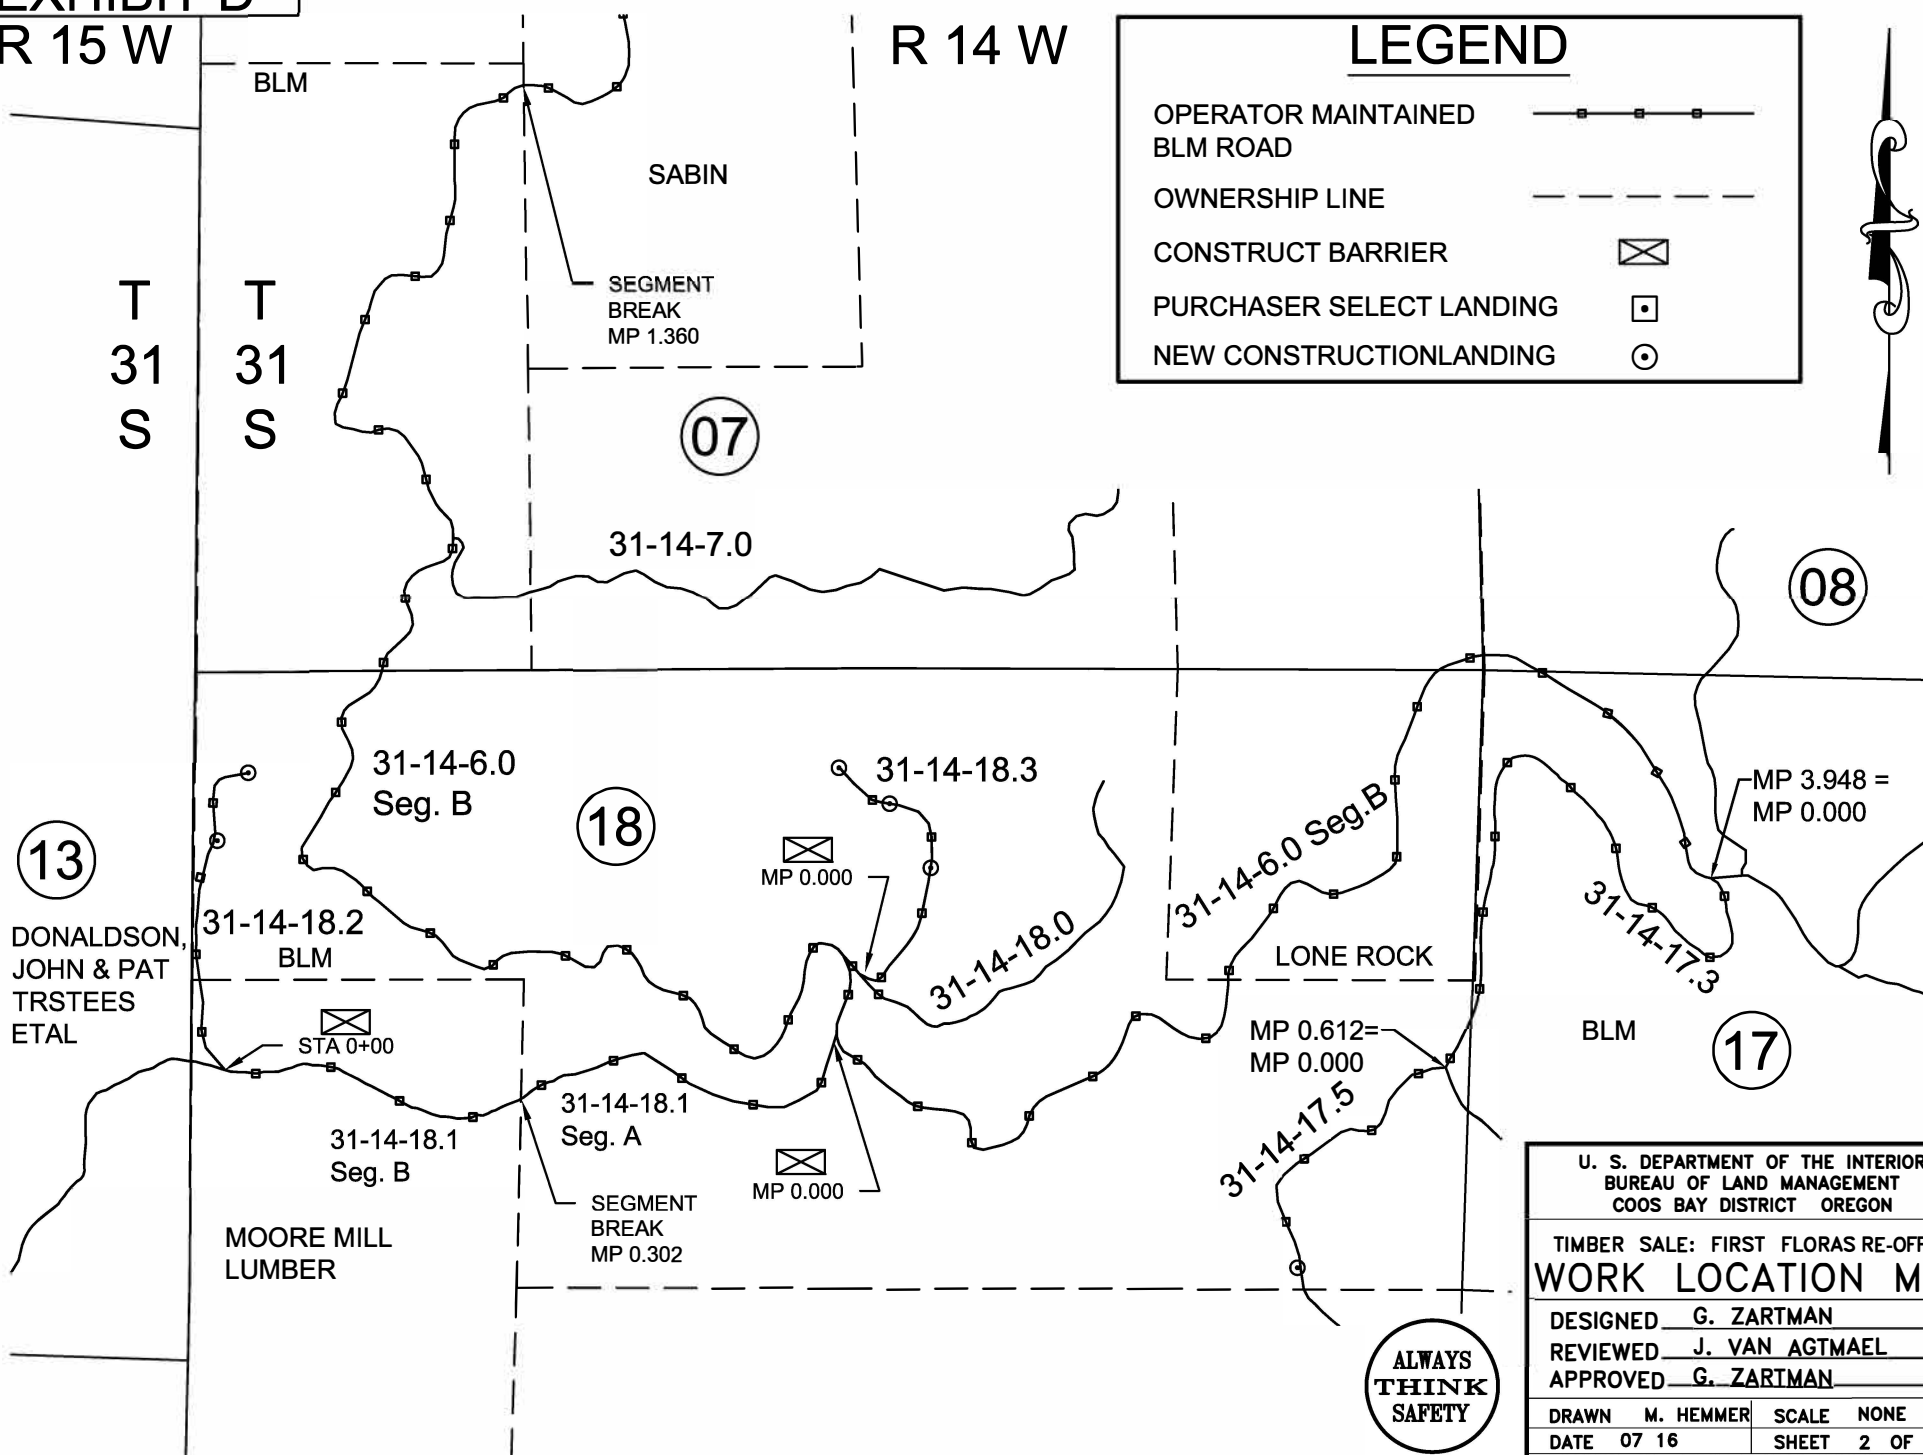 EXHIBIT D
R 15 W
R 14 W
BLM
SABIN
LEGEND
OPERATOR MAINTAINED
BLM ROAD
OWNERSHIP LINE
CONSTRUCT BARRIER
PURCHASER SELECT LANDING
NEW CONSTRUCTIONLANDING
T
31
S
T
31
S
SEGMENT
BREAK
MP 1.360
07
31-14-7.0
08
31-14-6.0
Seg. B
31-14-18.3
18
MP 0.000
31-14-6.0 Seg.B
MP 3.948 =
MP 0.000
13
DONALDSON,
JOHN & PAT
TRSTEES
ETAL
31-14-18.2
BLM
31-14-18.0
LONE ROCK
31-14-17.3
STA 0+00
MP 0.612=
MP 0.000
BLM
17
31-14-18.1
Seg. B
31-14-18.1
Seg. A
MP 0.000
31-14-17.5
SEGMENT
BREAK
MP 0.302
MOORE MILL
LUMBER
ALWAYS
THINK
SAFETY
U. S. DEPARTMENT OF THE INTERIOR
BUREAU OF LAND MANAGEMENT
COOS BAY DISTRICT OREGON
TIMBER SALE: FIRST FLORAS RE-OFF
WORK LOCATION M
DESIGNED G. ZARTMAN
REVIEWED J. VAN AGTMAEL
APPROVED G. ZARTMAN
DRAWN M. HEMMER SCALE NONE
DATE 07 16 SHEET 2 OF